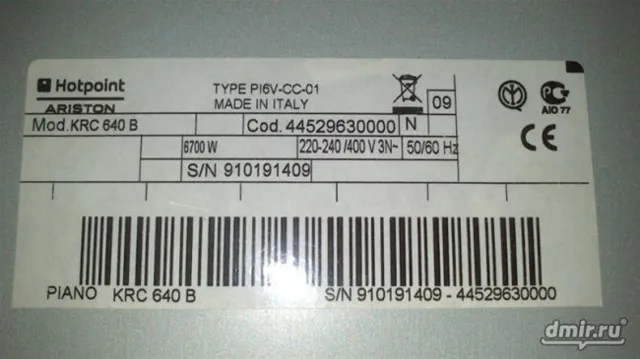 Hotpoint
ARISTON
TYPE PI6V-CC-01
MADE IN ITALY
09
AIO 77
CE
Mod.KRC 640 B
Cod. 44529630000
N
6700 W
220-240 /400 V 3N~
50/60 Hz
S/N 910191409
PIANO KRC 640 B
S/N 910191409 - 44529630000
dmir.ru